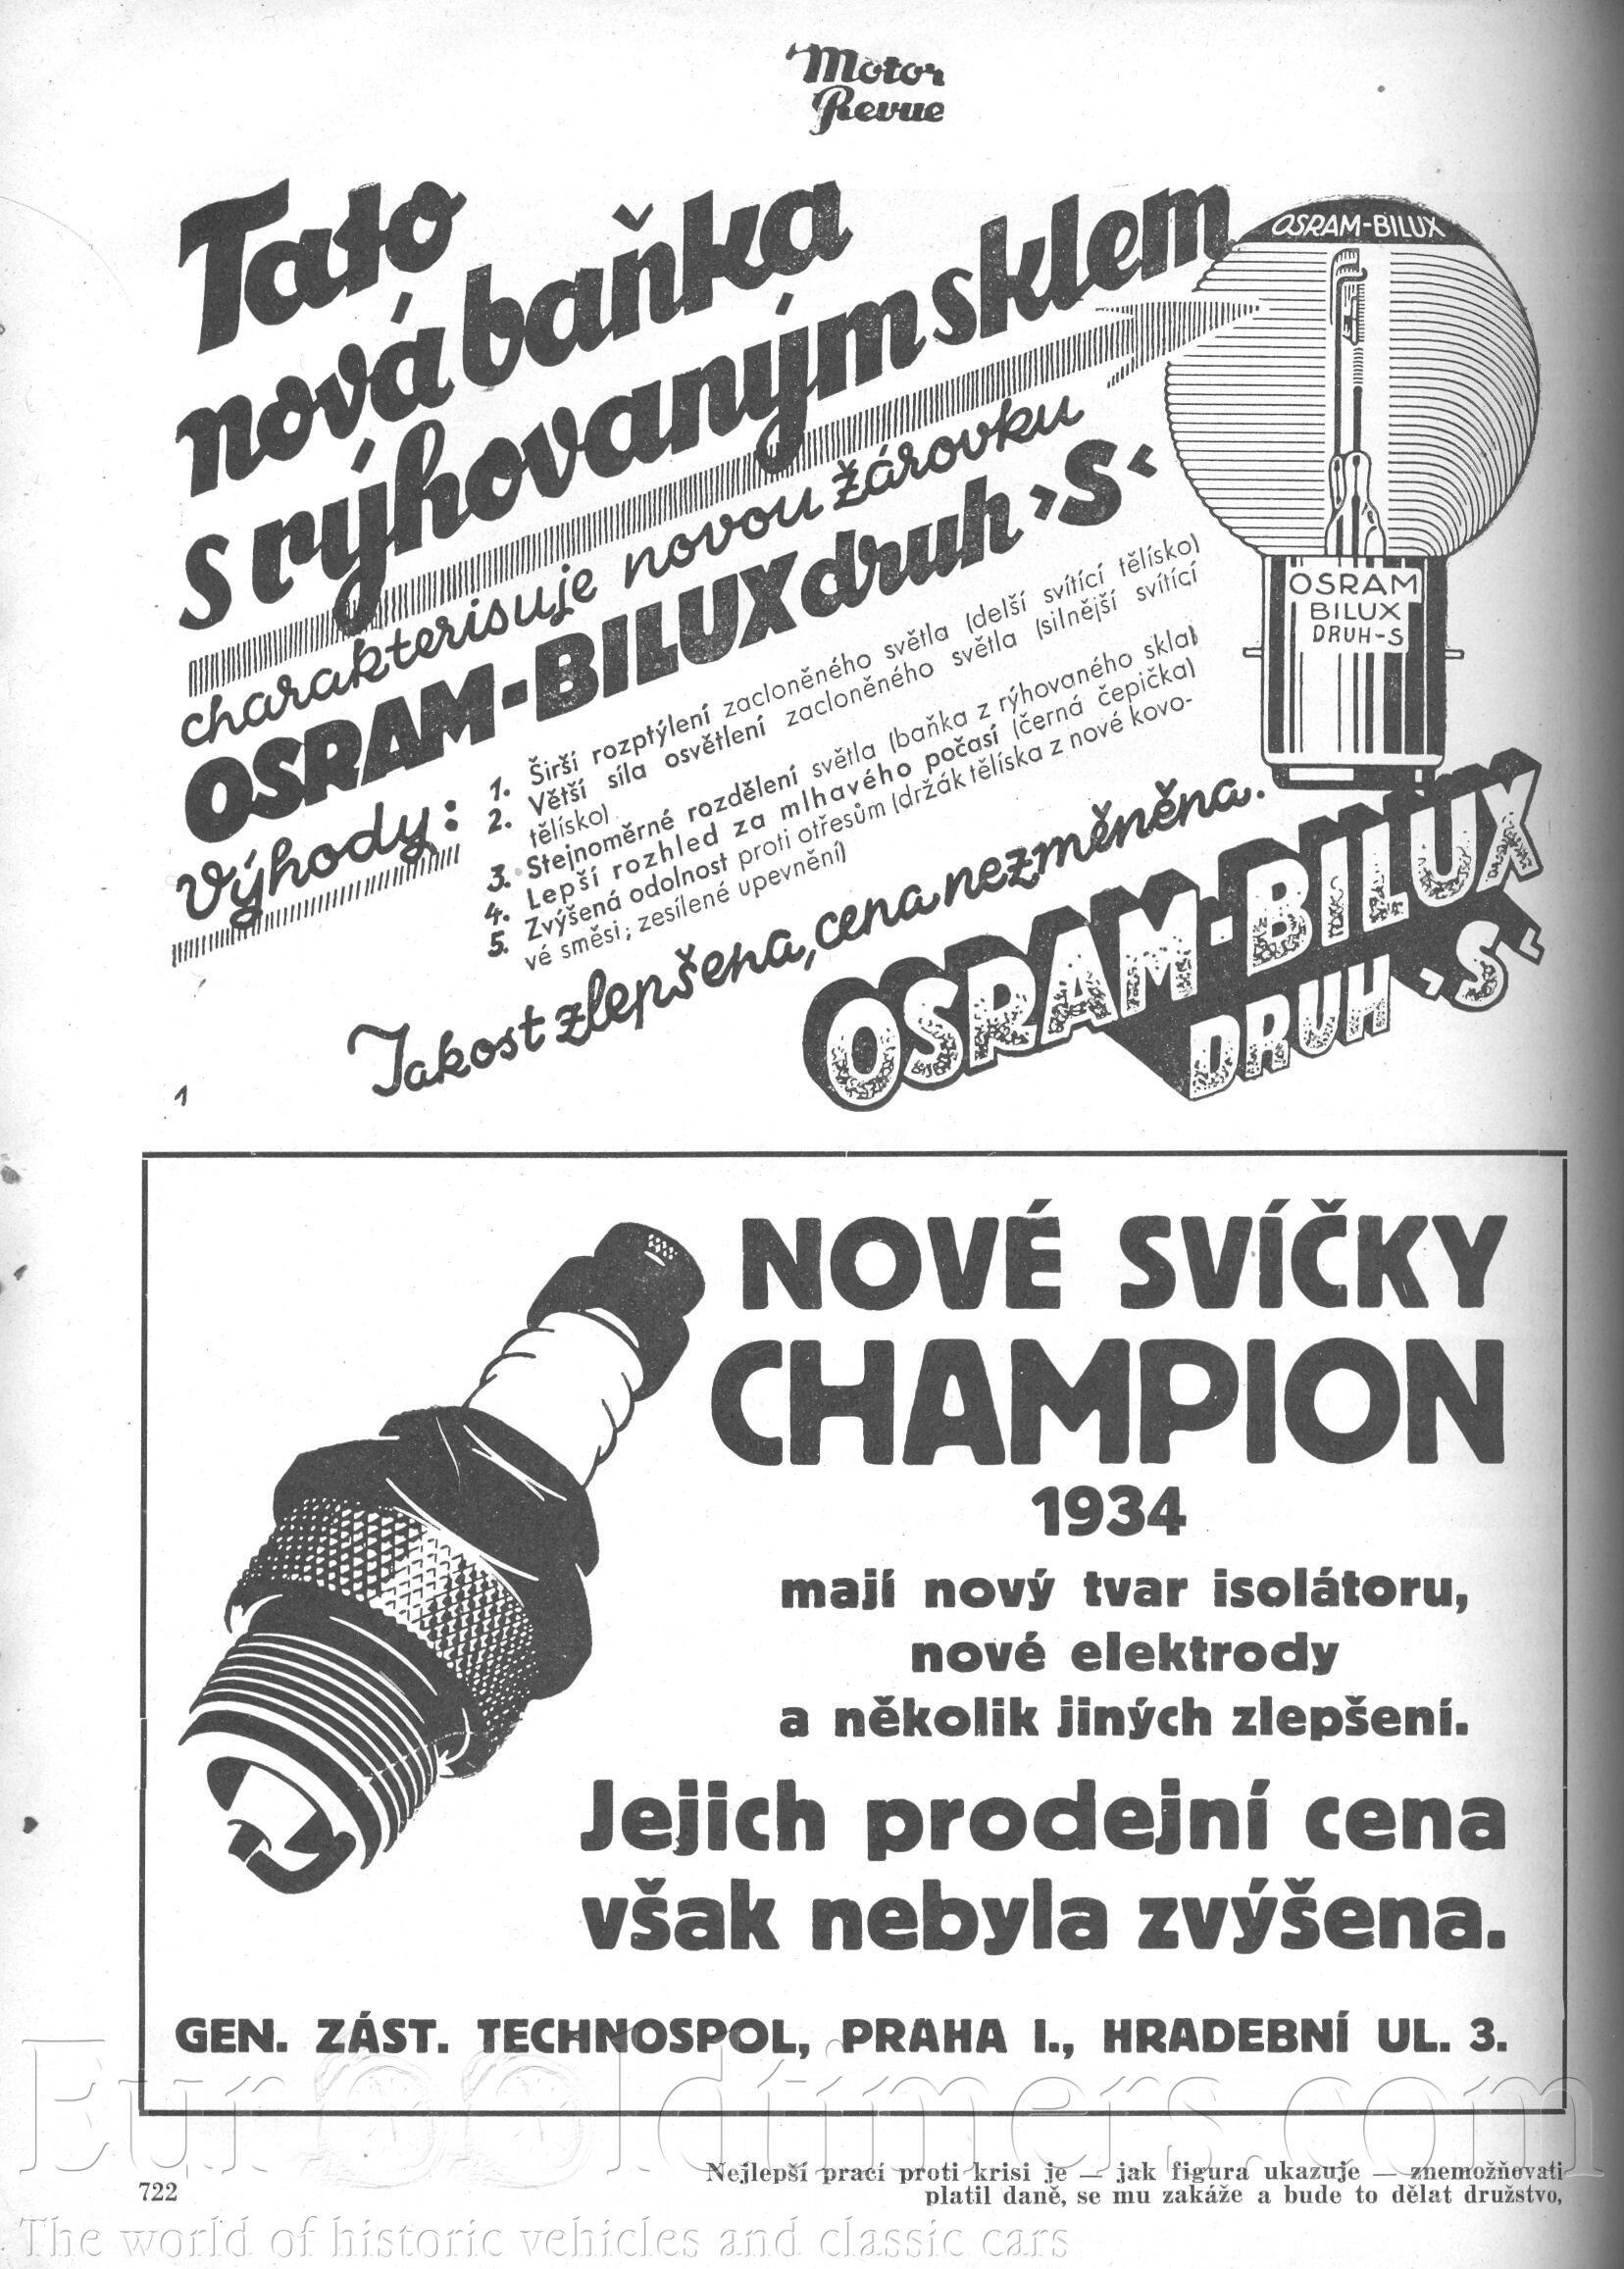 Motor
Revue
Tato
nová baňka
s rýhovaným sklem
charakterisuje novou žárovku
OSRAM-BILUX druh ›S‹
Výhody:
1. Širší rozptýlení zacloněného světla (delší svítící tělísko)
2. Větší síla osvětlení zacloněného světla (silnější svítící
tělísko)
3. Stejnoměrné rozdělení světla (baňka z rýhovaného skla)
4. Lepší rozhled za mlhavého počasí (černá čepička)
5. Zvýšená odolnost proti otřesům (držák tělíska z nové kovo-
vé směsi; zesílené upevnění)
Jakost zlepšena, cena nezměněna.
OSRAM-BILUX
DRUH ›S‹
OSRAM-BILUX
OSRAM
BILUX
DRUH-S
1
NOVÉ SVÍČKY
CHAMPION
1934
mají nový tvar isolátoru,
nové elektrody
a několik jiných zlepšení.
Jejich prodejní cena
však nebyla zvýšena.
GEN. ZÁST. TECHNOSPOL, PRAHA I., HRADEBNÍ UL. 3.
Eurooldtimers.com
Nejlepší prací proti krisi je — jak figura ukazuje — znemožňovati
722
platil daně, se mu zakáže a bude to dělat družstvo,
The world of historic vehicles and classic cars